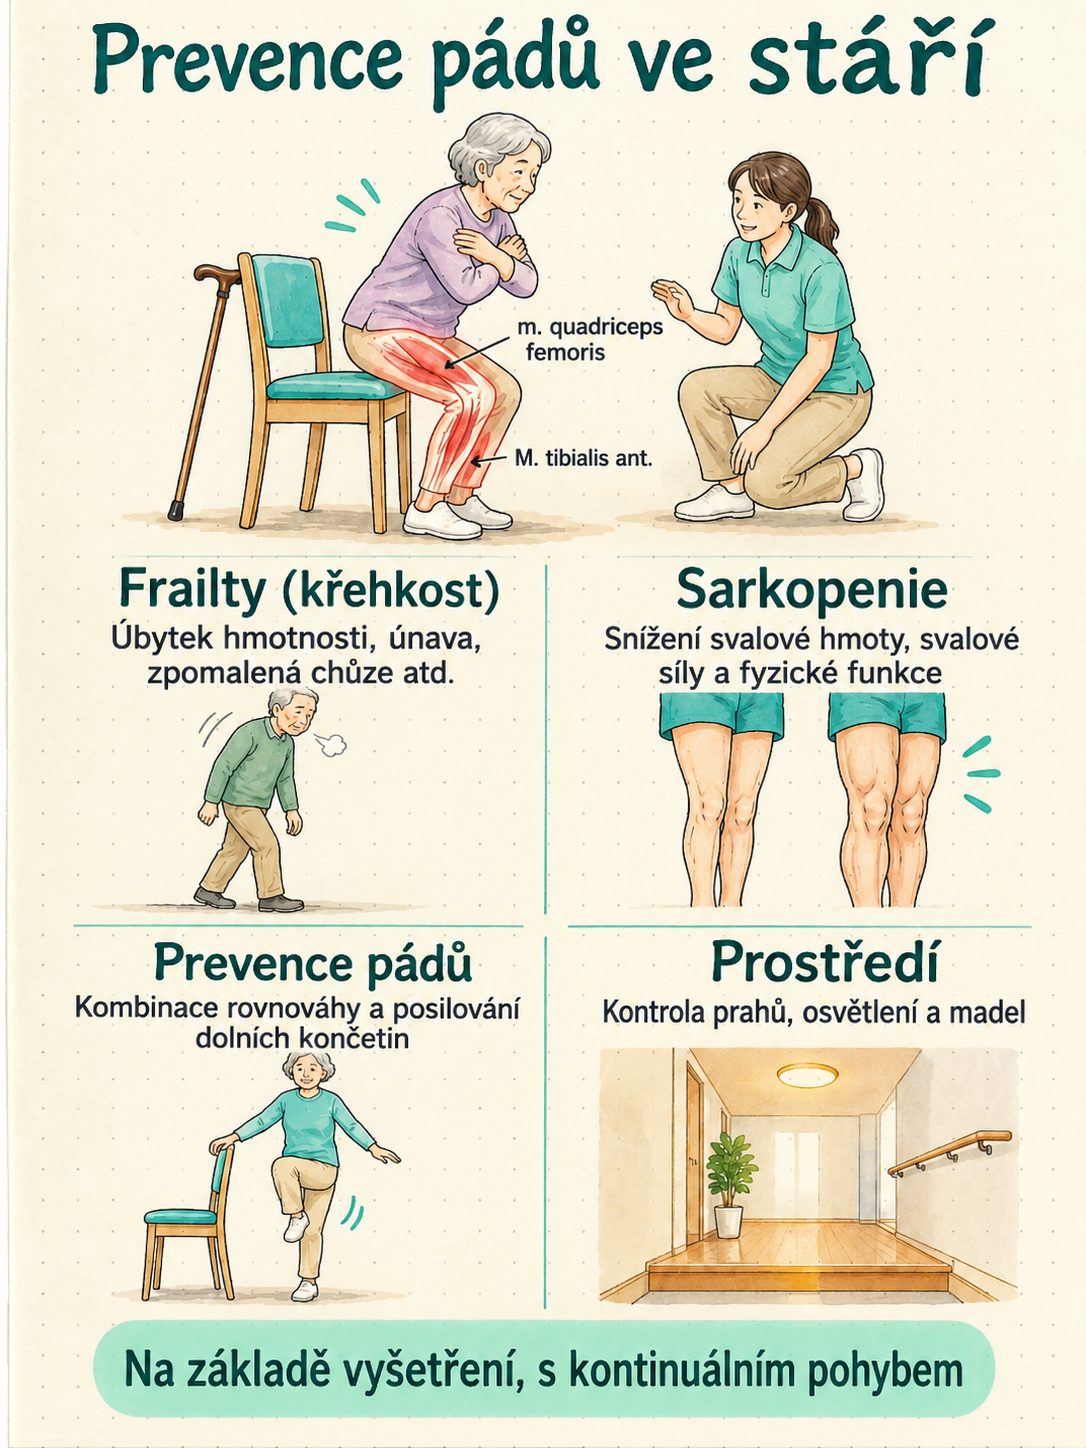 Prevence pádů ve stáří
m. quadriceps
femoris
M. tibialis ant.
Frailty (křehkost)
Úbytek hmotnosti, únava,
zpomalená chůze atd.
Sarkopenie
Snížení svalové hmoty, svalové
síly a fyzické funkce
Prevence pádů
Kombinace rovnováhy a posilování
dolních končetin
Prostředí
Kontrola prahů, osvětlení a madel
Na základě vyšetření, s kontinuálním pohybem